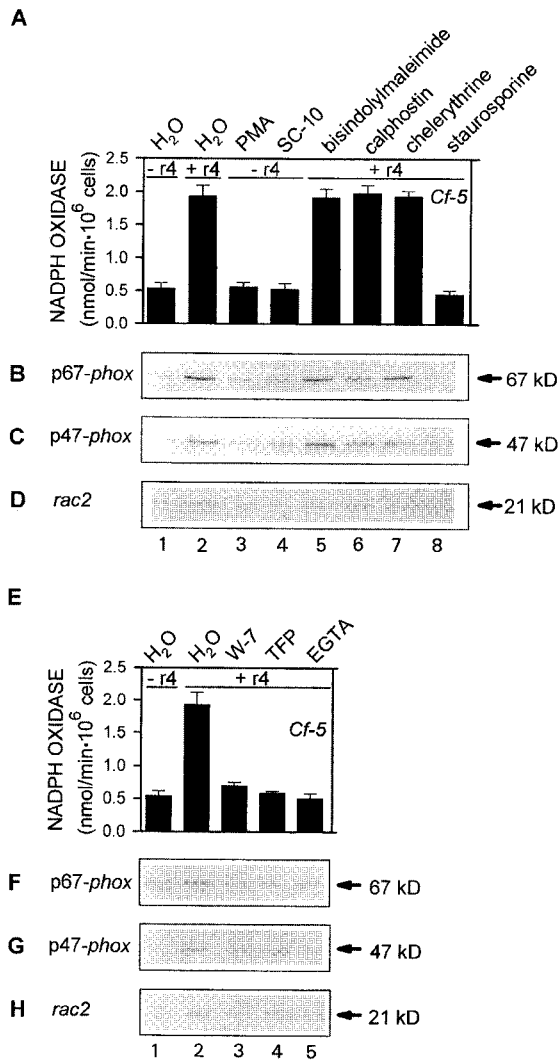 A
H2O
H2O
PMA
SC-10
bisindolylmaleimide
calphostin
chelerythrine
staurosporine
NADPH OXIDASE
(nmol/min·10^6 cells)
2.5
2.0
1.5
1.0
0.5
0.0
- r4
+ r4
- r4
+ r4
Cf-5
B p67-phox 67 kD
C p47-phox 47 kD
D rac2 21 kD
1 2 3 4 5 6 7 8
E
H2O
H2O
W-7
TFP
EGTA
NADPH OXIDASE
(nmol/min·10^6 cells)
2.5
2.0
1.5
1.0
0.5
0.0
- r4
+ r4
Cf-5
F p67-phox 67 kD
G p47-phox 47 kD
H rac2 21 kD
1 2 3 4 5